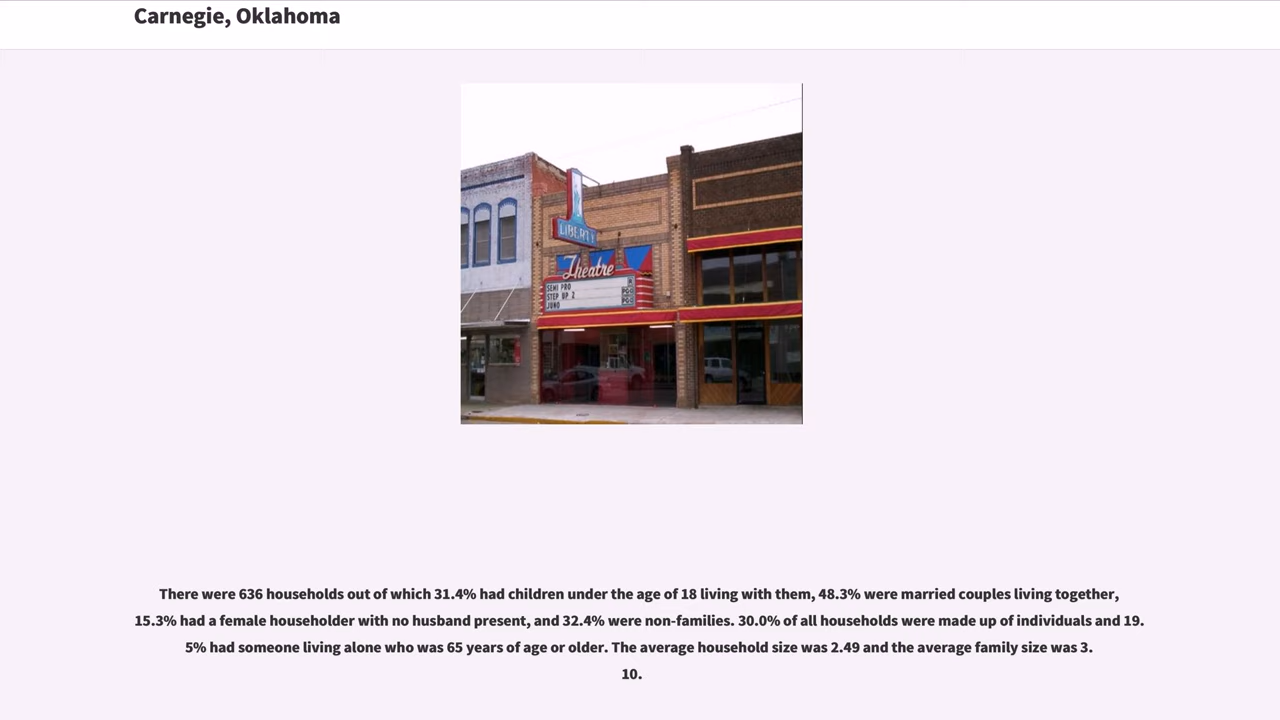 Carnegie, Oklahoma
LIBERTY
Theatre
SEMI PRO R
STEP UP 2 PG
JUNO PG
There were 636 households out of which 31.4% had children under the age of 18 living with them, 48.3% were married couples living together,
15.3% had a female householder with no husband present, and 32.4% were non-families. 30.0% of all households were made up of individuals and 19.
5% had someone living alone who was 65 years of age or older. The average household size was 2.49 and the average family size was 3.
10.